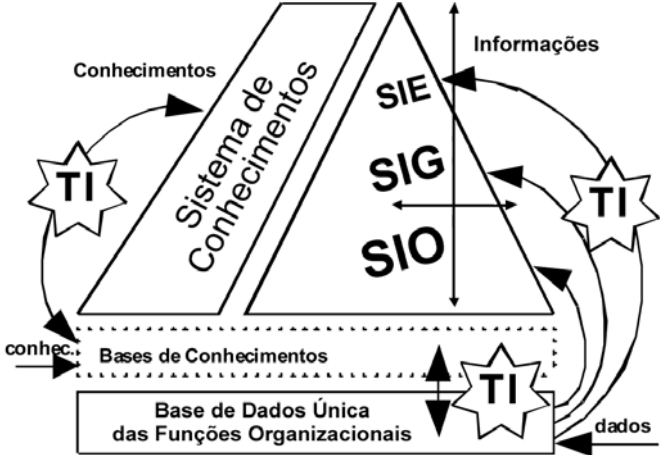 Informações
Conhecimentos
Sistema de
Conhecimentos
SIE
SIG
SIO
TI
TI
conhec.
Bases de Conhecimentos
TI
Base de Dados Única
das Funções Organizacionais
dados